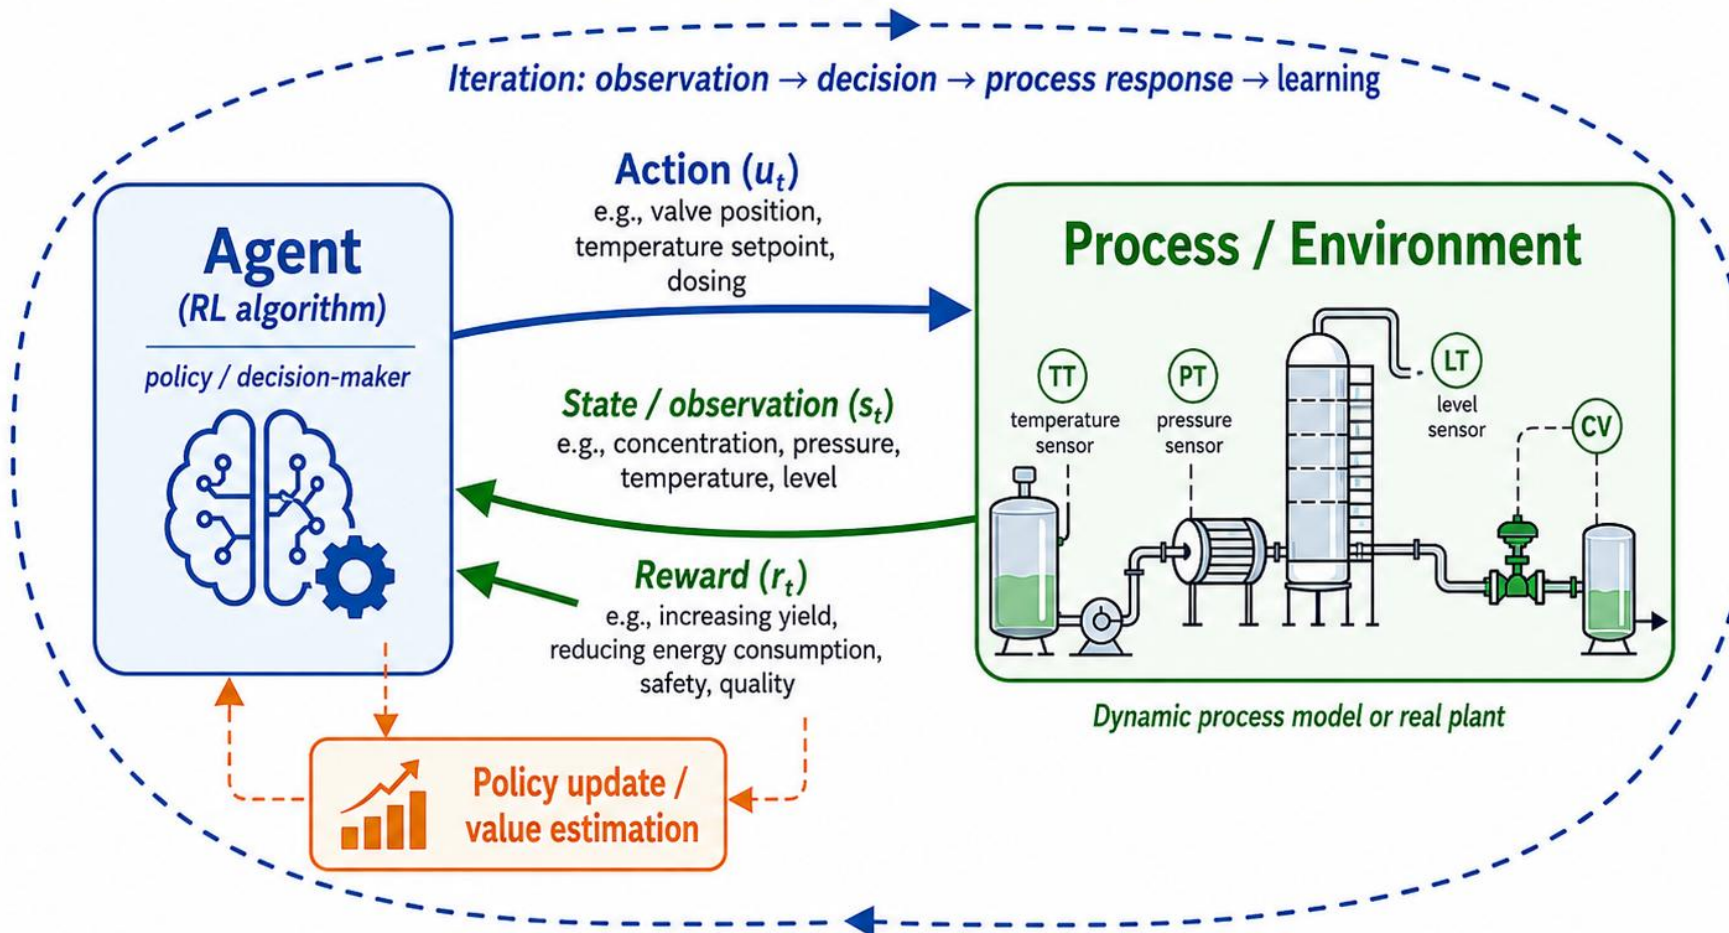 Iteration: observation → decision → process response → learning
Agent
(RL algorithm)
policy / decision-maker
Action (uₜ)
e.g., valve position,
temperature setpoint,
dosing
State / observation (sₜ)
e.g., concentration, pressure,
temperature, level
Reward (rₜ)
e.g., increasing yield,
reducing energy consumption,
safety, quality
Policy update /
value estimation
Process / Environment
TT
temperature
sensor
PT
pressure
sensor
LT
level
sensor
CV
Dynamic process model or real plant